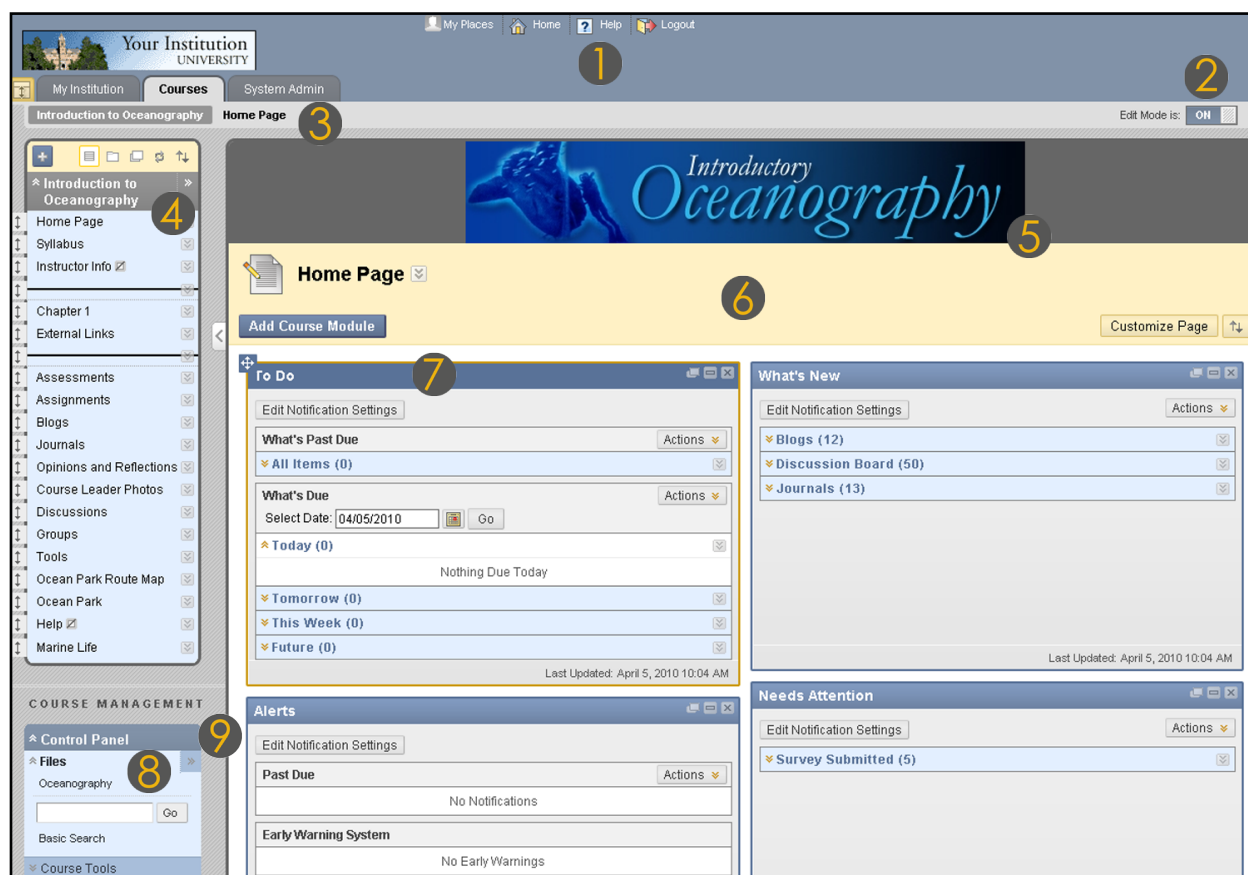 My Places Home Help Logout
Your Institution
UNIVERSITY
1
2
My Institution Courses System Admin
Introduction to Oceanography Home Page
3
Edit Mode is: ON
Introductory
Oceanography
5
Introduction to
Oceanography
4
Home Page
Syllabus
Instructor Info
Chapter 1
External Links
Assessments
Assignments
Blogs
Journals
Opinions and Reflections
Course Leader Photos
Discussions
Groups
Tools
Ocean Park Route Map
Ocean Park
Help
Marine Life
COURSE MANAGEMENT
9
Control Panel
Files
8
Oceanography
Go
Basic Search
Course Tools
Home Page
6
Add Course Module
Customize Page
To Do
7
Edit Notification Settings
What's Past Due Actions
All Items (0)
What's Due Actions
Select Date: 04/05/2010 Go
Today (0)
Nothing Due Today
Tomorrow (0)
This Week (0)
Future (0)
Last Updated: April 5, 2010 10:04 AM
What's New
Edit Notification Settings Actions
Blogs (12)
Discussion Board (50)
Journals (13)
Last Updated: April 5, 2010 10:04 AM
Alerts
Edit Notification Settings
Past Due Actions
No Notifications
Early Warning System
No Early Warnings
Needs Attention
Edit Notification Settings Actions
Survey Submitted (5)